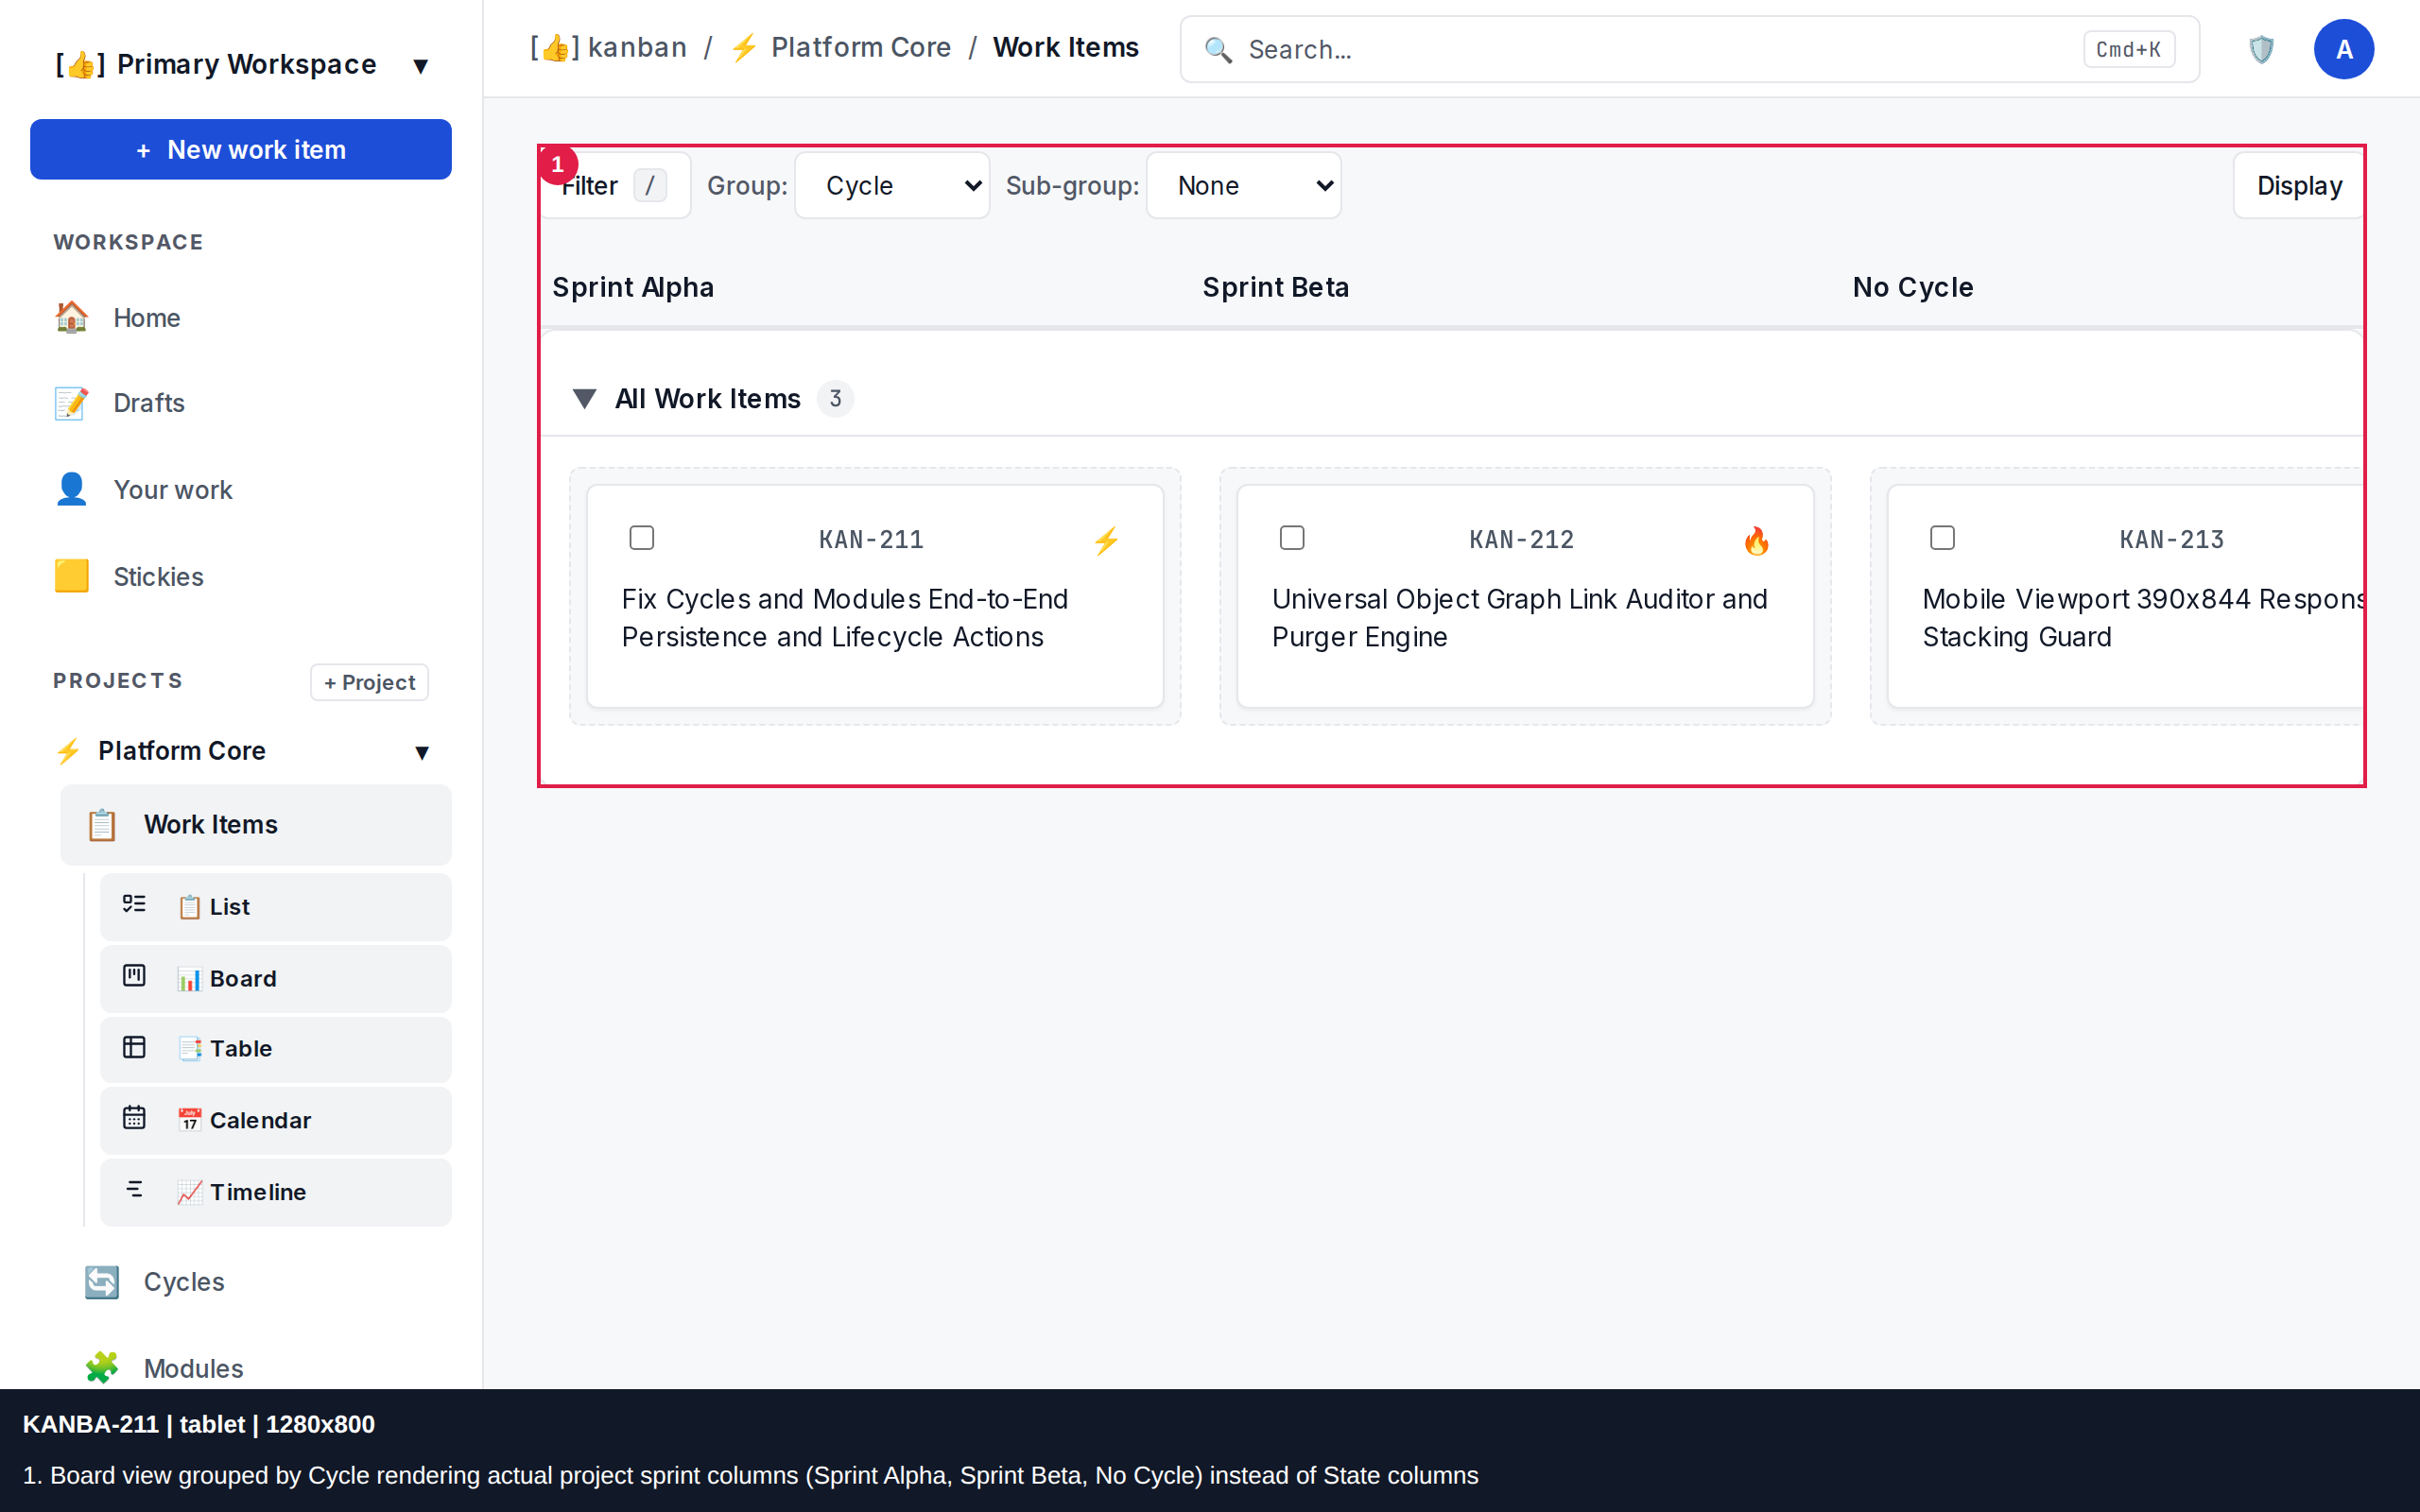 [👍] Primary Workspace ▼
+ New work item
WORKSPACE
🏠 Home
📝 Drafts
👤 Your work
🟨 Stickies
PROJECTS
+ Project
⚡ Platform Core ▼
📋 Work Items
📋 List
📊 Board
📑 Table
📅 Calendar
📈 Timeline
🔄 Cycles
🧩 Modules
[👍] kanban / ⚡ Platform Core / Work Items
🔍 Search...
Cmd+K
🛡️
A
1
Filter /
Group: Cycle
Sub-group: None
Display
Sprint Alpha
Sprint Beta
No Cycle
▼ All Work Items 3
KAN-211 ⚡
Fix Cycles and Modules End-to-End
Persistence and Lifecycle Actions
KAN-212 🔥
Universal Object Graph Link Auditor and
Purger Engine
KAN-213
Mobile Viewport 390x844 Respons
Stacking Guard
KANBA-211 | tablet | 1280x800
1. Board view grouped by Cycle rendering actual project sprint columns (Sprint Alpha, Sprint Beta, No Cycle) instead of State columns